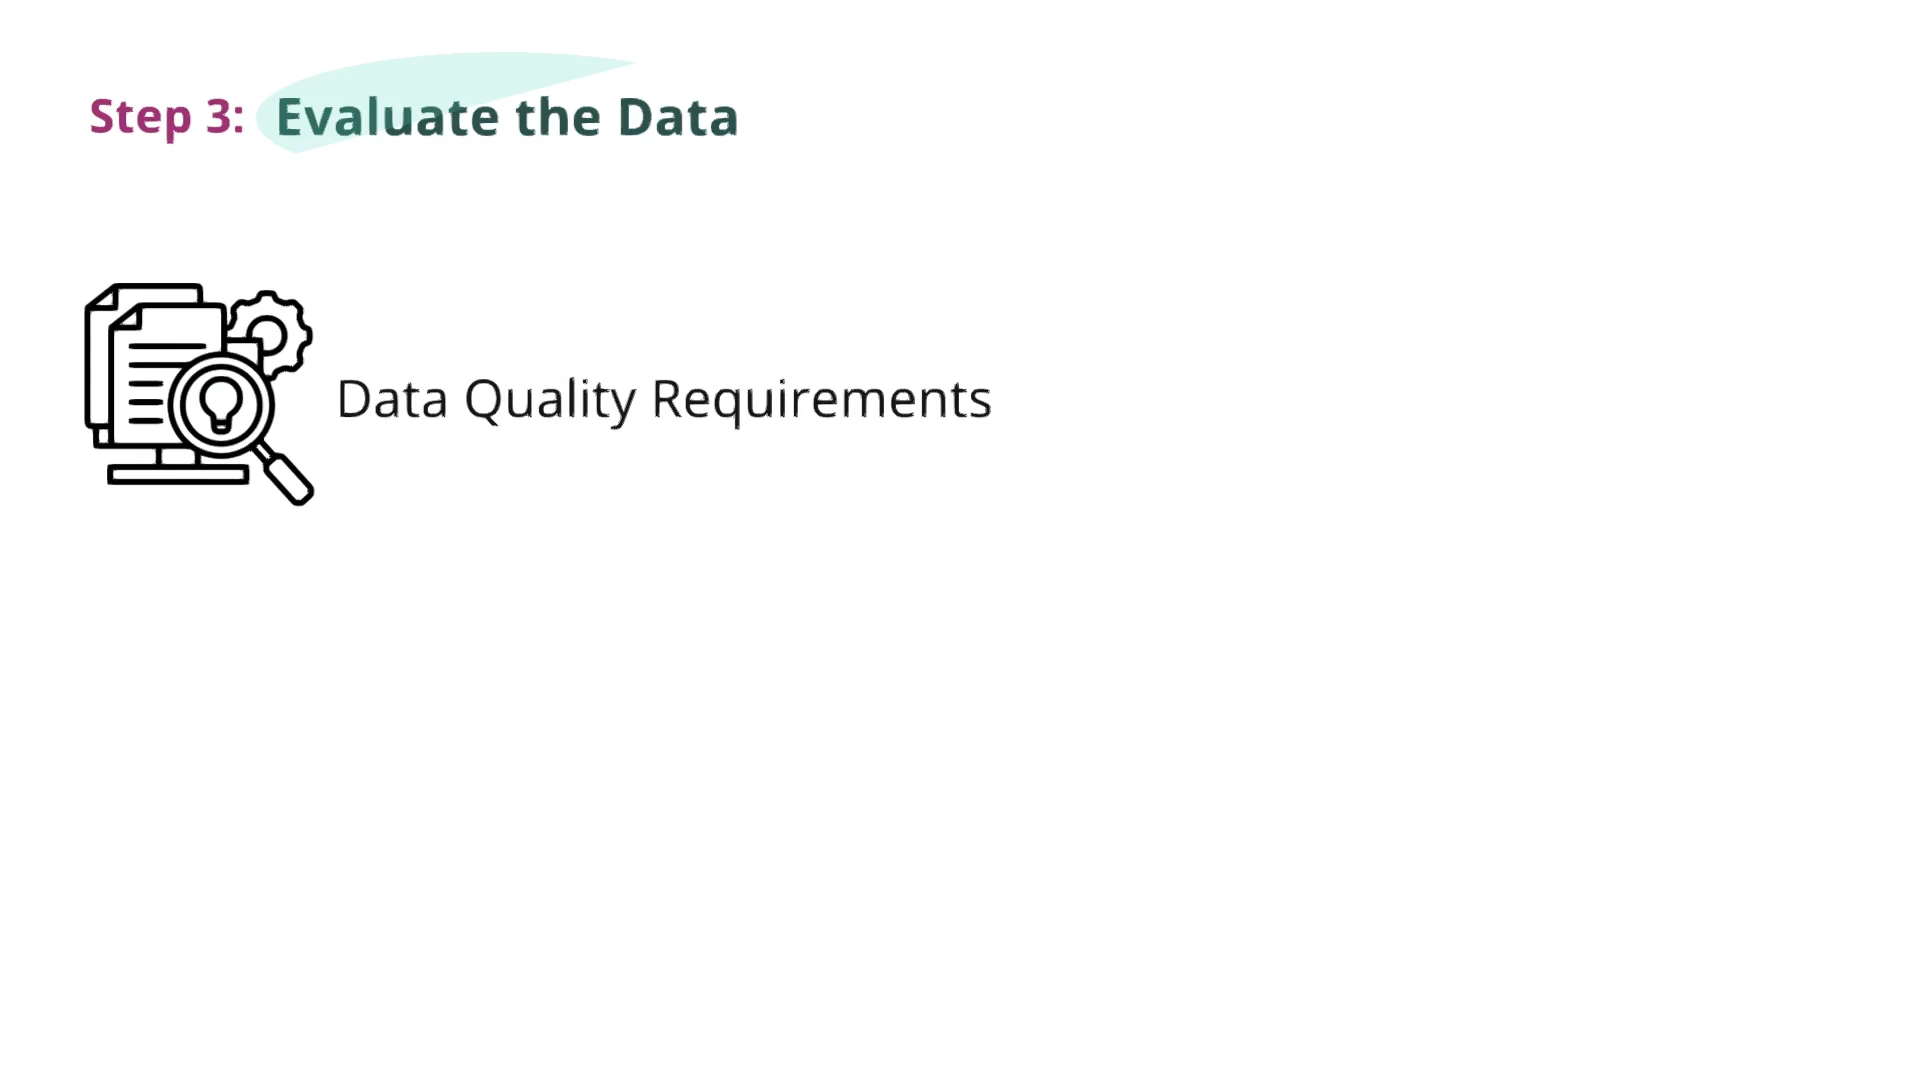 Step 3: Evaluate the Data
Data Quality Requirements